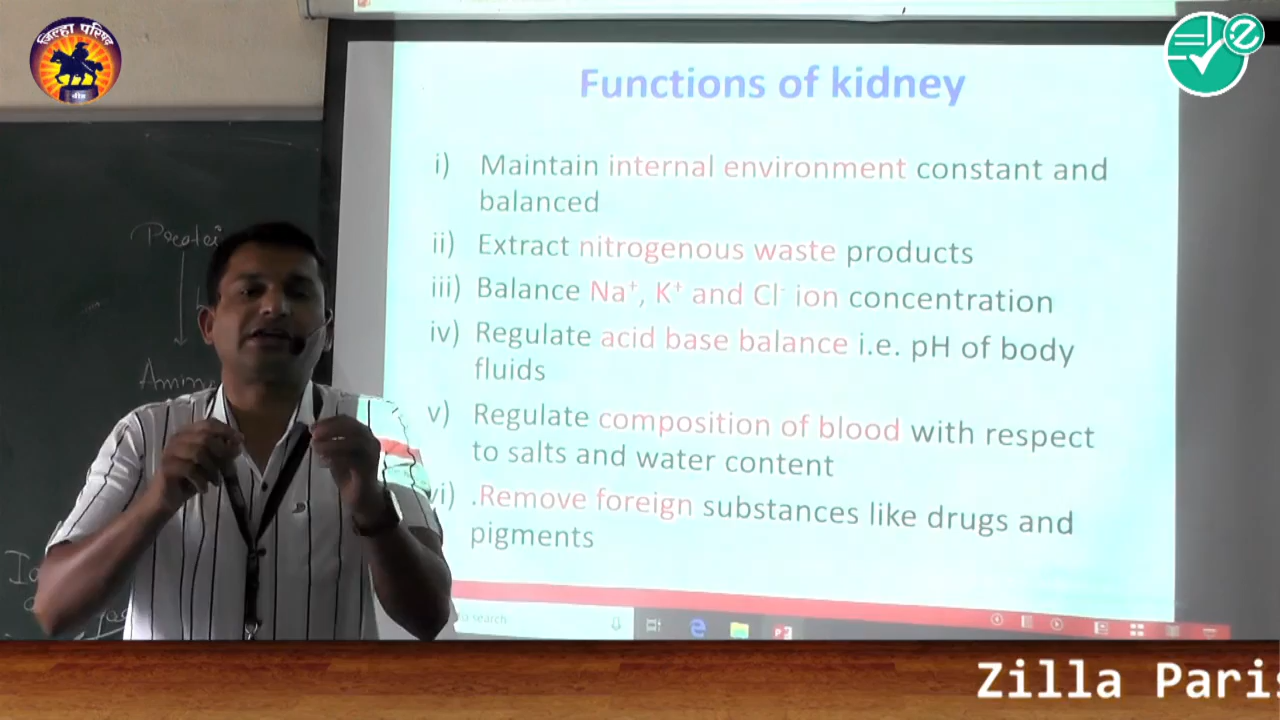 जिल्हा परिषद
बीड
Functions of kidney
i) Maintain internal environment constant and
balanced
ii) Extract nitrogenous waste products
iii) Balance Na⁺, K⁺ and Cl⁻ ion concentration
iv) Regulate acid base balance i.e. pH of body
fluids
v) Regulate composition of blood with respect
to salts and water content
vi) .Remove foreign substances like drugs and
pigments
search
Zilla Paris